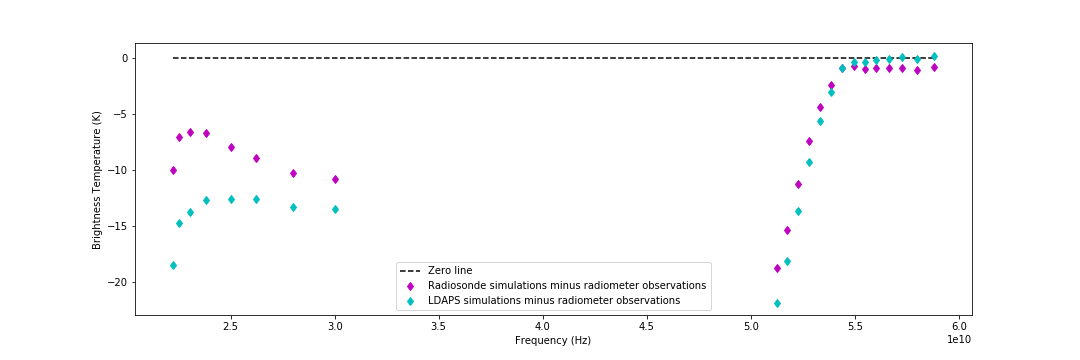 0
−5
−10
−15
−20
Brightness Temperature (K)
Zero line
Radiosonde simulations minus radiometer observations
LDAPS simulations minus radiometer observations
2.5 3.0 3.5 4.0 4.5 5.0 5.5 6.0
1e10
Frequency (Hz)